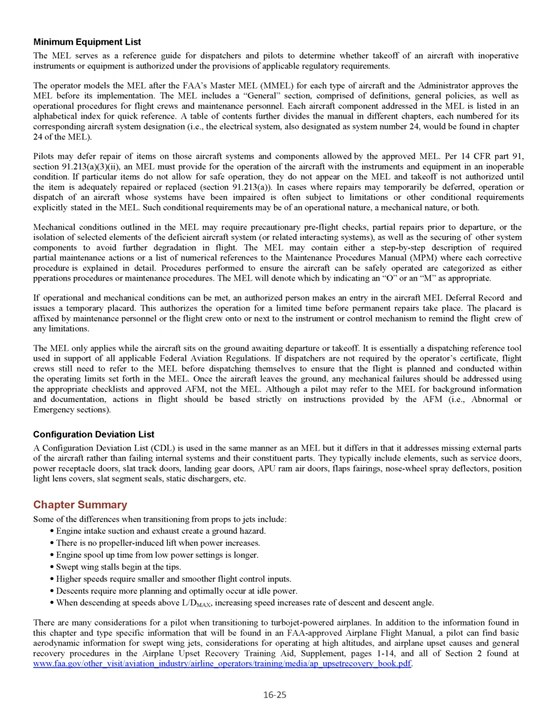 Minimum Equipment List
The MEL serves as a reference guide for dispatchers and pilots to determine whether takeoff of an aircraft with inoperative
instruments or equipment is authorized under the provisions of applicable regulatory requirements.
The operator models the MEL after the FAA's Master MEL (MMEL) for each type of aircraft and the Administrator approves the
MEL before its implementation. The MEL includes a "General" section, comprised of definitions, general policies, as well as
operational procedures for flight crews and maintenance personnel. Each aircraft component addressed in the MEL is listed in an
alphabetical index for quick reference. A table of contents further divides the manual in different chapters, each numbered for its
corresponding aircraft system designation (i.e., the electrical system, also designated as system number 24, would be found in chapter
24 of the MEL).
Pilots may defer repair of items on those aircraft systems and components allowed by the approved MEL. Per 14 CFR part 91,
section 91.213(a)(3)(ii), an MEL must provide for the operation of the aircraft with the instruments and equipment in an inoperable
condition. If particular items do not allow for safe operation, they do not appear on the MEL and takeoff is not authorized until
the item is adequately repaired or replaced (section 91.213(a)). In cases where repairs may temporarily be deferred, operation or
dispatch of an aircraft whose systems have been impaired is often subject to limitations or other conditional requirements
explicitly stated in the MEL. Such conditional requirements may be of an operational nature, a mechanical nature, or both.
Mechanical conditions outlined in the MEL may require precautionary pre-flight checks, partial repairs prior to departure, or the
isolation of selected elements of the deficient aircraft system (or related interacting systems), as well as the securing of other system
components to avoid further degradation in flight. The MEL may contain either a step-by-step description of required
partial maintenance actions or a list of numerical references to the Maintenance Procedures Manual (MPM) where each corrective
procedure is explained in detail. Procedures performed to ensure the aircraft can be safely operated are categorized as either
pperations procedures or maintenance procedures. The MEL will denote which by indicating an "O" or an "M" as appropriate.
If operational and mechanical conditions can be met, an authorized person makes an entry in the aircraft MEL Deferral Record and
issues a temporary placard. This authorizes the operation for a limited time before permanent repairs take place. The placard is
affixed by maintenance personnel or the flight crew onto or next to the instrument or control mechanism to remind the flight crew of
any limitations.
The MEL only applies while the aircraft sits on the ground awaiting departure or takeoff. It is essentially a dispatching reference tool
used in support of all applicable Federal Aviation Regulations. If dispatchers are not required by the operator's certificate, flight
crews still need to refer to the MEL before dispatching themselves to ensure that the flight is planned and conducted within
the operating limits set forth in the MEL. Once the aircraft leaves the ground, any mechanical failures should be addressed using
the appropriate checklists and approved AFM, not the MEL. Although a pilot may refer to the MEL for background information
and documentation, actions in flight should be based strictly on instructions provided by the AFM (i.e., Abnormal or
Emergency sections).
Configuration Deviation List
A Configuration Deviation List (CDL) is used in the same manner as an MEL but it differs in that it addresses missing external parts
of the aircraft rather than failing internal systems and their constituent parts. They typically include elements, such as service doors,
power receptacle doors, slat track doors, landing gear doors, APU ram air doors, flaps fairings, nose-wheel spray deflectors, position
light lens covers, slat segment seals, static dischargers, etc.
Chapter Summary
Some of the differences when transitioning from props to jets include:
• Engine intake suction and exhaust create a ground hazard.
• There is no propeller-induced lift when power increases.
• Engine spool up time from low power settings is longer.
• Swept wing stalls begin at the tips.
• Higher speeds require smaller and smoother flight control inputs.
• Descents require more planning and optimally occur at idle power.
• When descending at speeds above L/DMAX, increasing speed increases rate of descent and descent angle.
There are many considerations for a pilot when transitioning to turbojet-powered airplanes. In addition to the information found in
this chapter and type specific information that will be found in an FAA-approved Airplane Flight Manual, a pilot can find basic
aerodynamic information for swept wing jets, considerations for operating at high altitudes, and airplane upset causes and general
recovery procedures in the Airplane Upset Recovery Training Aid, Supplement, pages 1-14, and all of Section 2 found at
www.faa.gov/other_visit/aviation_industry/airline_operators/training/media/ap_upsetrecovery_book.pdf.
16-25